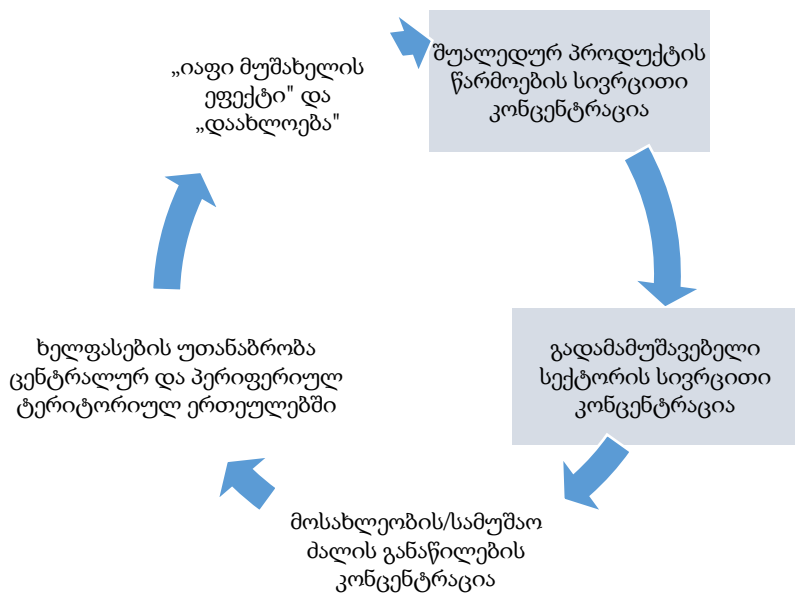 „იაფი მუშახელის
ეფექტი" და
„დაახლოება"
შუალედურ პროდუქტის
წარმოების სივრცითი
კონცენტრაცია
გადამამუშავებელი
სექტორის სივრცითი
კონცენტრაცია
მოსახლეობის/სამუშაო
ძალის განაწილების
კონცენტრაცია
ხელფასების უთანაბრობა
ცენტრალურ და პერიფერიულ
ტერიტორიულ ერთეულებში